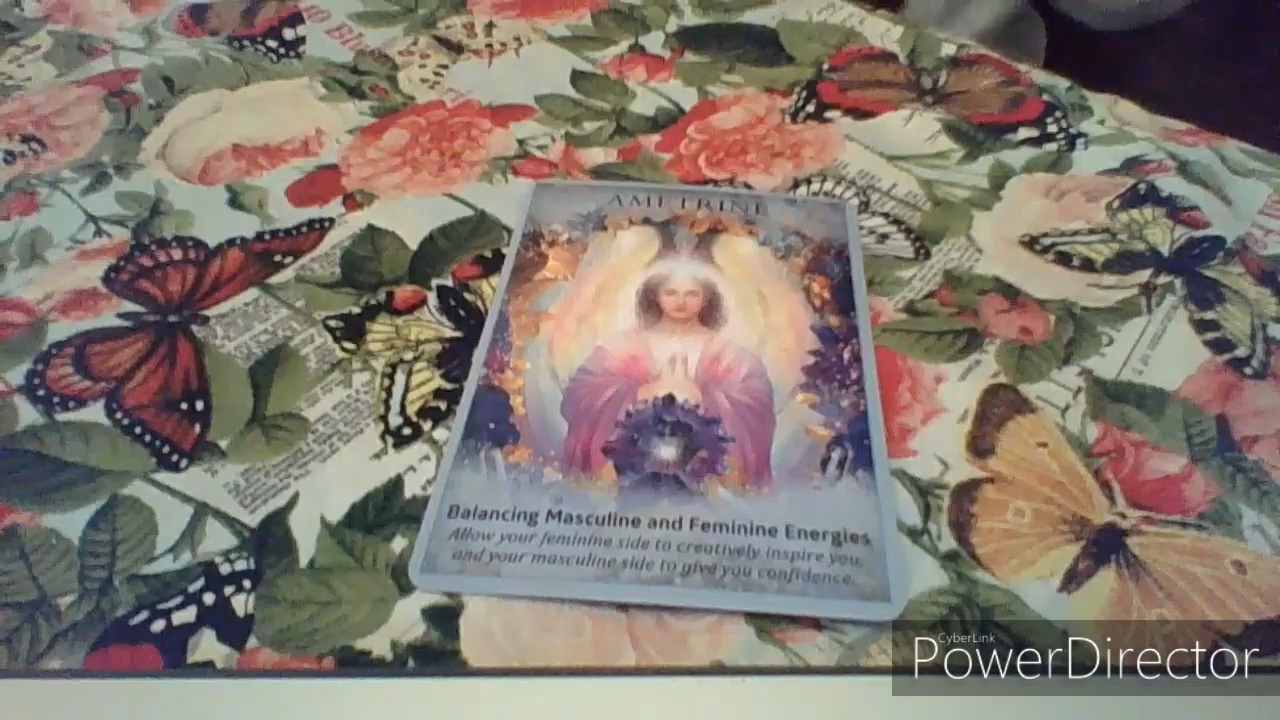 AMETRINE
Balancing Masculine and Feminine Energies
Allow your feminine side to creatively inspire you,
and your masculine side to give you confidence.
CyberLink
PowerDirector